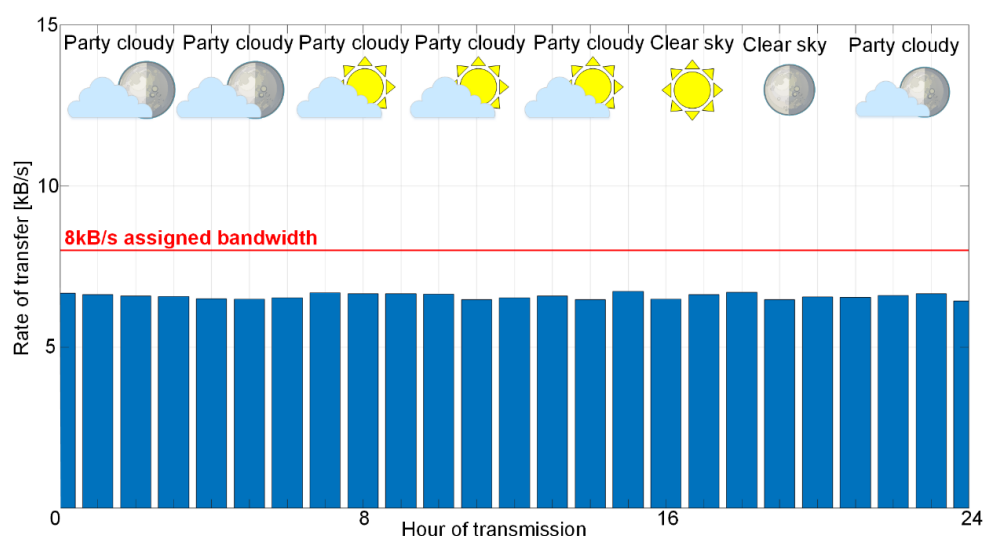 15
Party cloudy Party cloudy Party cloudy Party cloudy Party cloudy Clear sky Clear sky Party cloudy
10
8kB/s assigned bandwidth
Rate of transfer [kB/s]
5
0 8 16 24
Hour of transmission